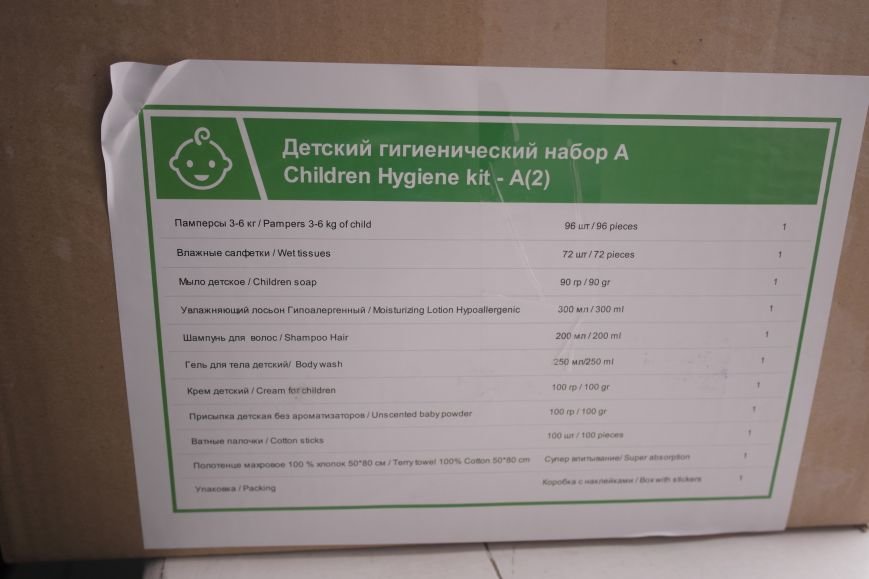 Детский гигиенический набор А
Children Hygiene kit - A(2)
Памперсы 3-6 кг / Pampers 3-6 kg of child 96 шт / 96 pieces 1
Влажные салфетки / Wet tissues 72 шт / 72 pieces 1
Мыло детское / Children soap 90 гр / 90 gr 1
Увлажняющий лосьон Гипоалергенный / Moisturizing Lotion Hypoallergenic 300 мл / 300 ml 1
Шампунь для волос / Shampoo Hair 200 мл / 200 ml 1
Гель для тела детский/ Body wash 250 мл/250 ml 1
Крем детский / Cream for children 100 гр / 100 gr 1
Присыпка детская без ароматизаторов / Unscented baby powder 100 гр / 100 gr 1
Ватные палочки / Cotton sticks 100 шт / 100 pieces 1
Полотенце махровое 100 % хлопок 50*80 см / Terry towel 100% Cotton 50*80 cm Супер впитывание/ Super absorption 1
Упаковка / Packing Коробка с наклейками / Box with stickers 1